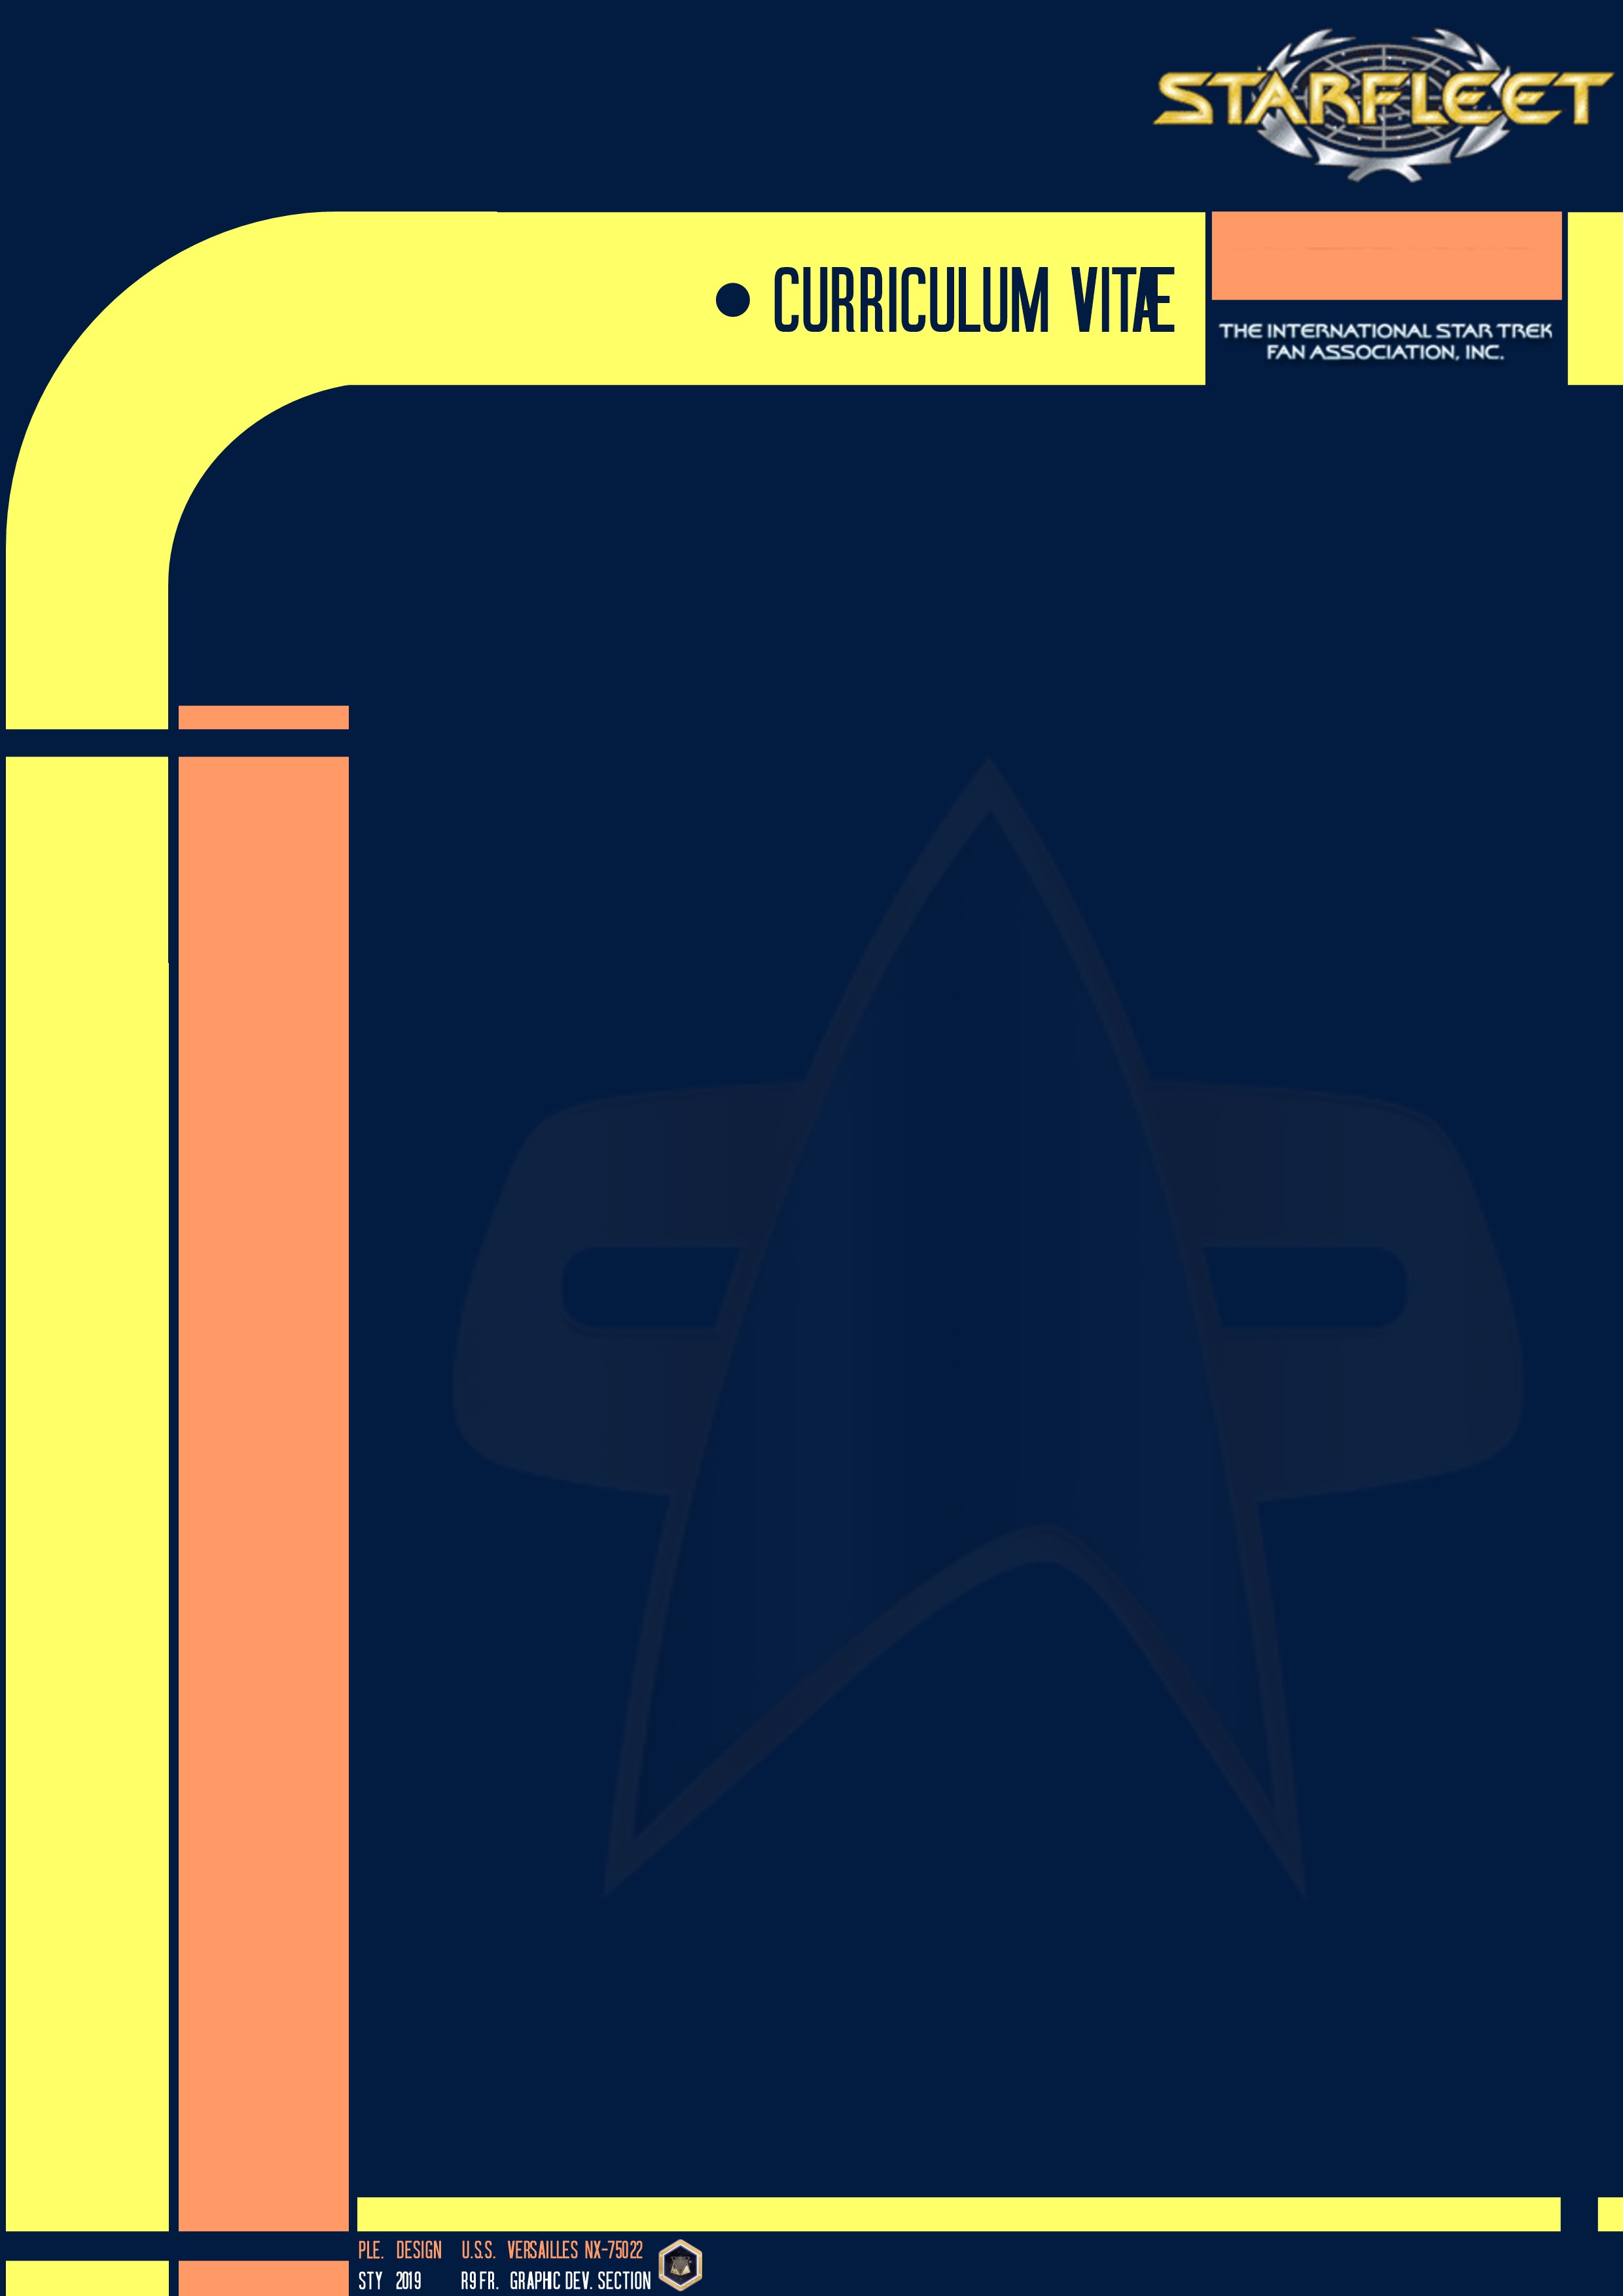 STARFLEET
• CURRICULUM VITÆ
THE INTERNATIONAL STAR TREK
FAN ASSOCIATION, INC.
PLE. DESIGN U.S.S. VERSAILLES NX-75022
STY 2019 R9 FR. GRAPHIC DEV. SECTION